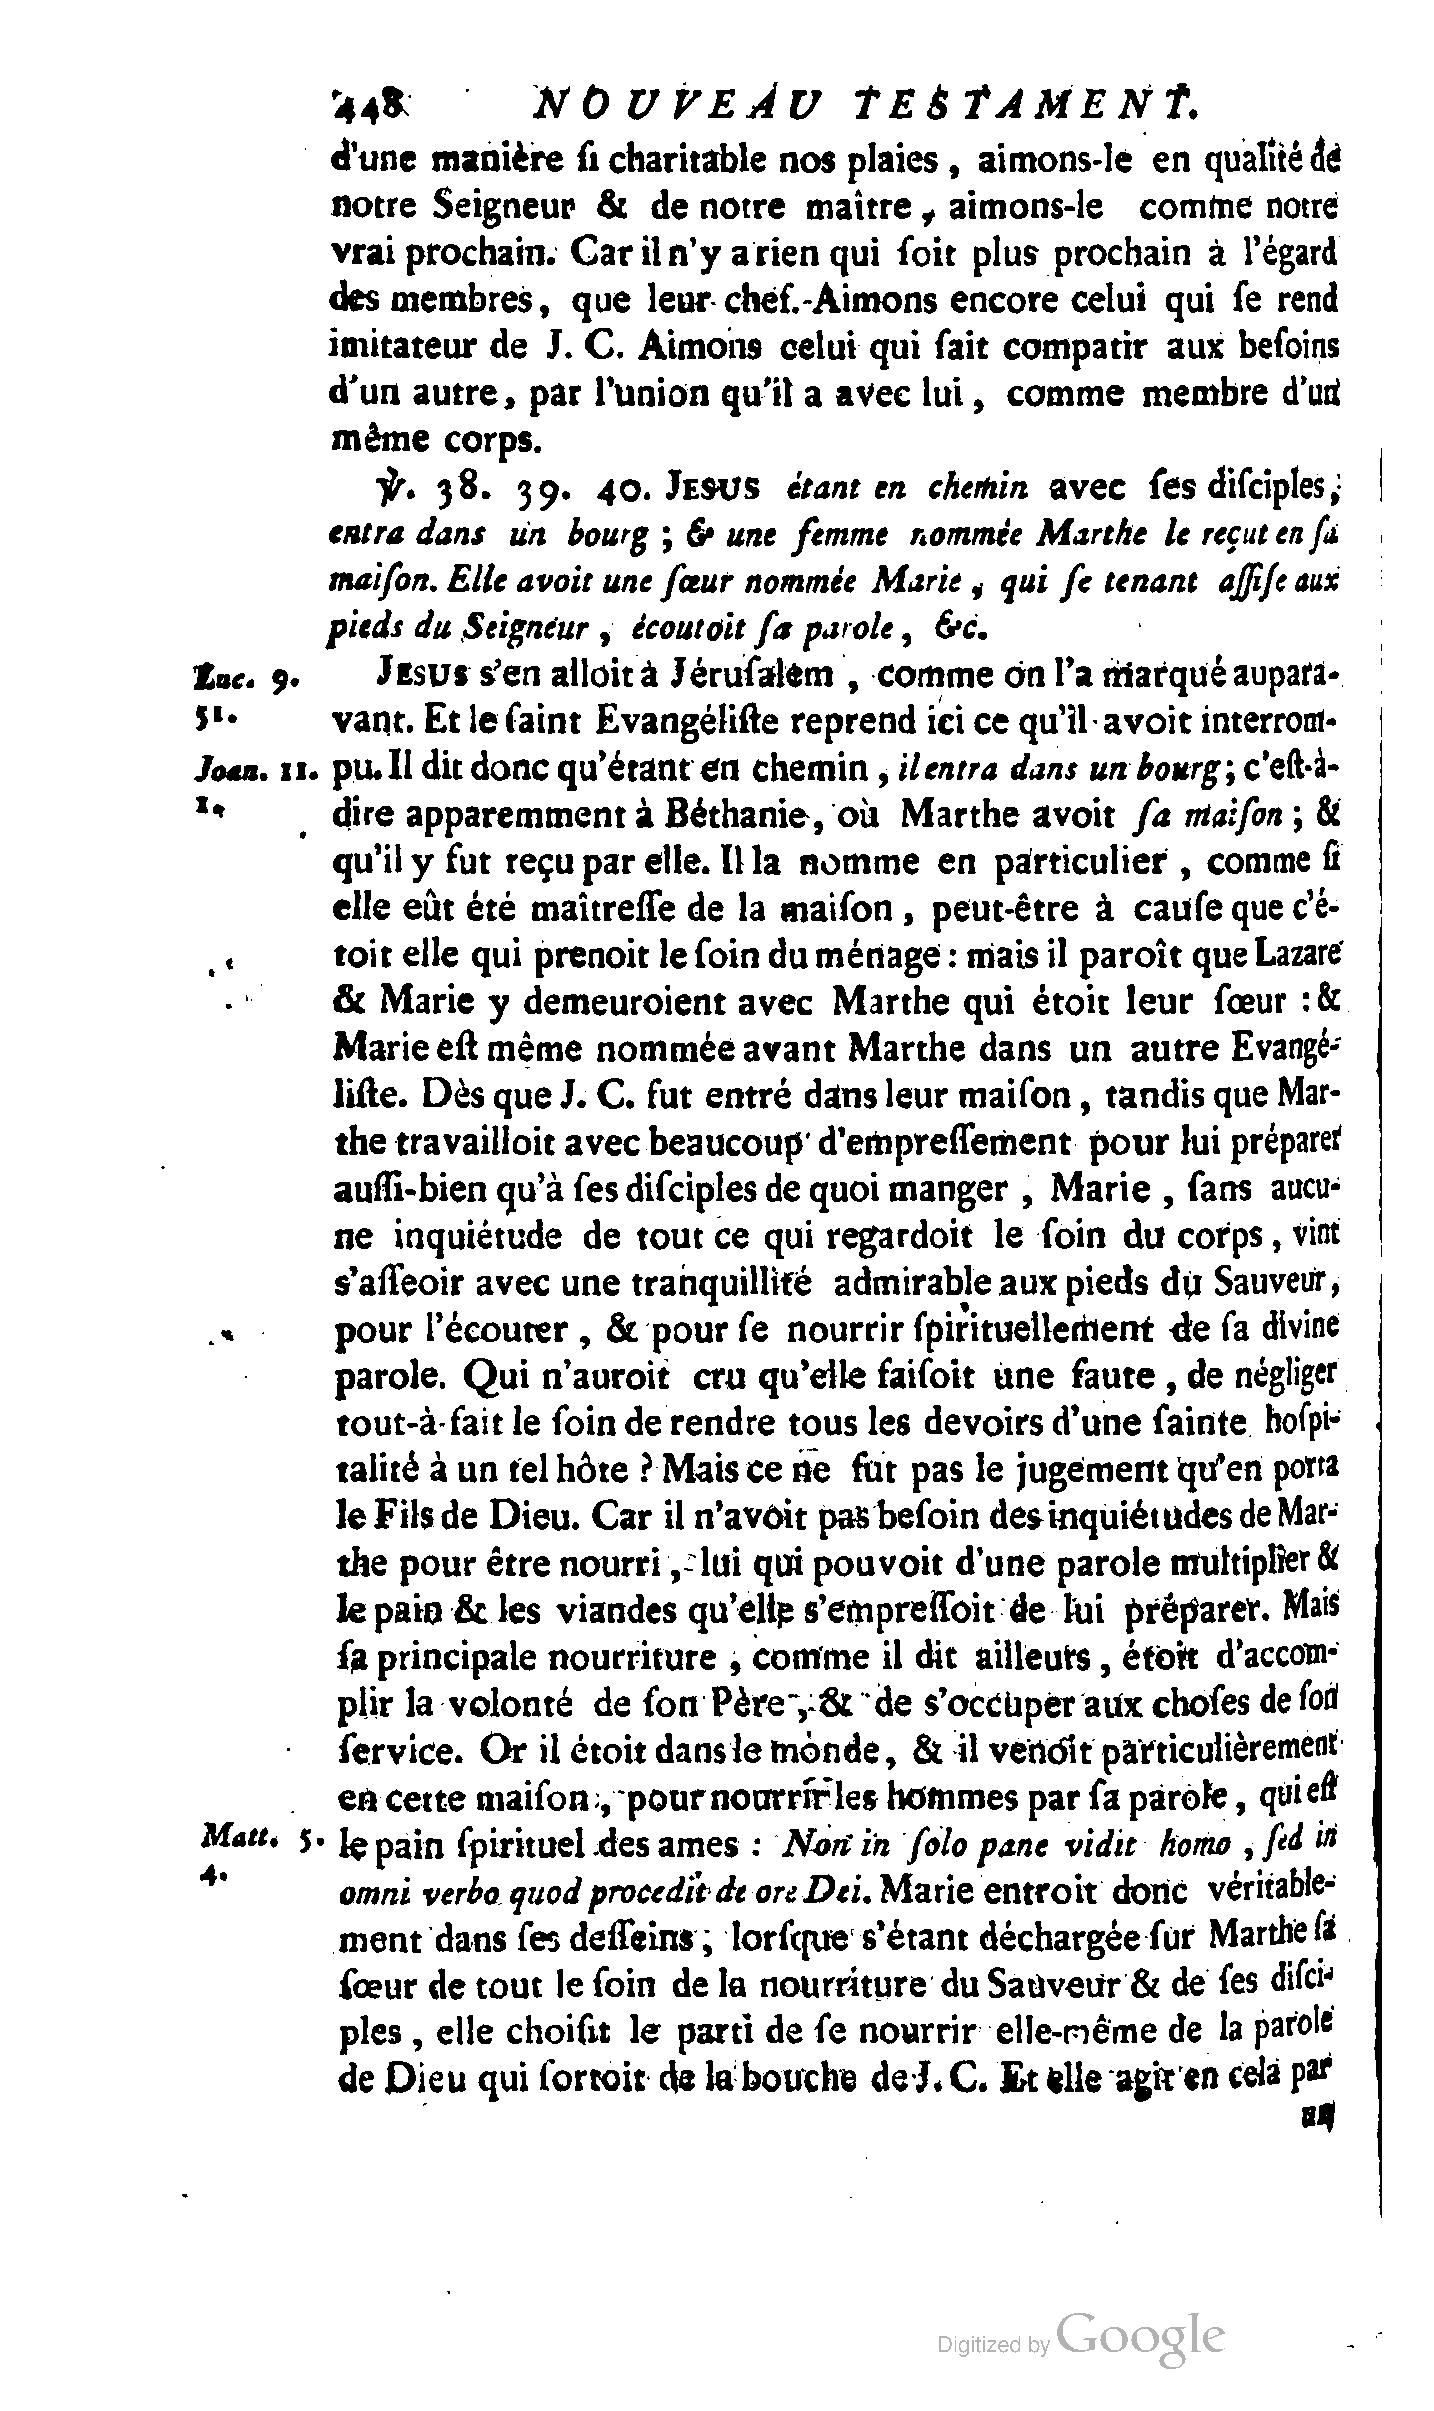 448 NOUVEAU TESTAMENT.
d'une manière ſi charitable nos plaies, aimons-le en qualité de
notre Seigneur & de notre maître, aimons-le comme notre
vrai prochain. Car il n'y a rien qui ſoit plus prochain à l'égard
des membres, que leur chef. Aimons encore celui qui ſe rend
imitateur de J. C. Aimons celui qui ſait compatir aux beſoins
d'un autre, par l'union qu'il a avec lui, comme membre d'un
même corps.
℣. 38. 39. 40. JESUS étant en chemin avec ſes diſciples,
entra dans un bourg ; & une femme nommée Marthe le reçut en ſa
maiſon. Elle avoit une ſœur nommée Marie, qui ſe tenant aſſiſe aux
pieds du Seigneur, écoutoit ſa parole, &c.
Luc. 9. JESUS s'en alloit à Jéruſalem, comme on l'a marqué aupara-
51. vant. Et le ſaint Evangéliſte reprend ici ce qu'il avoit interrom-
Joan. 11. pu. Il dit donc qu'étant en chemin, il entra dans un bourg ; c'eſt-à-
1. dire apparemment à Béthanie, où Marthe avoit ſa maiſon ; &
qu'il y fut reçu par elle. Il la nomme en particulier, comme ſi
elle eût été maîtreſſe de la maiſon, peut-être à cauſe que c'é-
toit elle qui prenoit le ſoin du ménage : mais il paroît que Lazare
& Marie y demeuroient avec Marthe qui étoit leur ſœur : &
Marie eſt même nommée avant Marthe dans un autre Evangé-
liſte. Dès que J. C. fut entré dans leur maiſon, tandis que Mar-
the travailloit avec beaucoup d'empreſſement pour lui préparer
auſſi-bien qu'à ſes diſciples de quoi manger, Marie, ſans aucu-
ne inquiétude de tout ce qui regardoit le ſoin du corps, vint
s'aſſeoir avec une tranquillité admirable aux pieds du Sauveur,
pour l'écouter, & pour ſe nourrir ſpirituellement de ſa divine
parole. Qui n'auroit cru qu'elle faiſoit une faute, de négliger
tout-à-fait le ſoin de rendre tous les devoirs d'une ſainte hoſpi-
talité à un tel hôte ? Mais ce ne fut pas le jugement qu'en porta
le Fils de Dieu. Car il n'avoit pas beſoin des inquiétudes de Mar-
the pour être nourri, lui qui pouvoit d'une parole multiplier &
le pain & les viandes qu'elle s'empreſſoit de lui préparer. Mais
ſa principale nourriture, comme il dit ailleurs, étoit d'accom-
plir la volonté de ſon Père, & de s'occuper aux choſes de ſon
ſervice. Or il étoit dans le monde, & il venoit particulièrement
en cette maiſon, pour nourrir les hommes par ſa parole, qui eſt
Matt. 5. le pain ſpirituel des ames : Non in ſolo pane vidit homo, ſed in
4. omni verbo quod procedit de ore Dei. Marie entroit donc véritable-
ment dans ſes deſſeins, lorſque s'étant déchargée ſur Marthe ſa
ſœur de tout le ſoin de la nourriture du Sauveur & de ſes diſci-
ples, elle choiſit le parti de ſe nourrir elle-même de la parole
de Dieu qui ſortoit de la bouche de J. C. Et elle agit en cela par
un
Digitized by Google